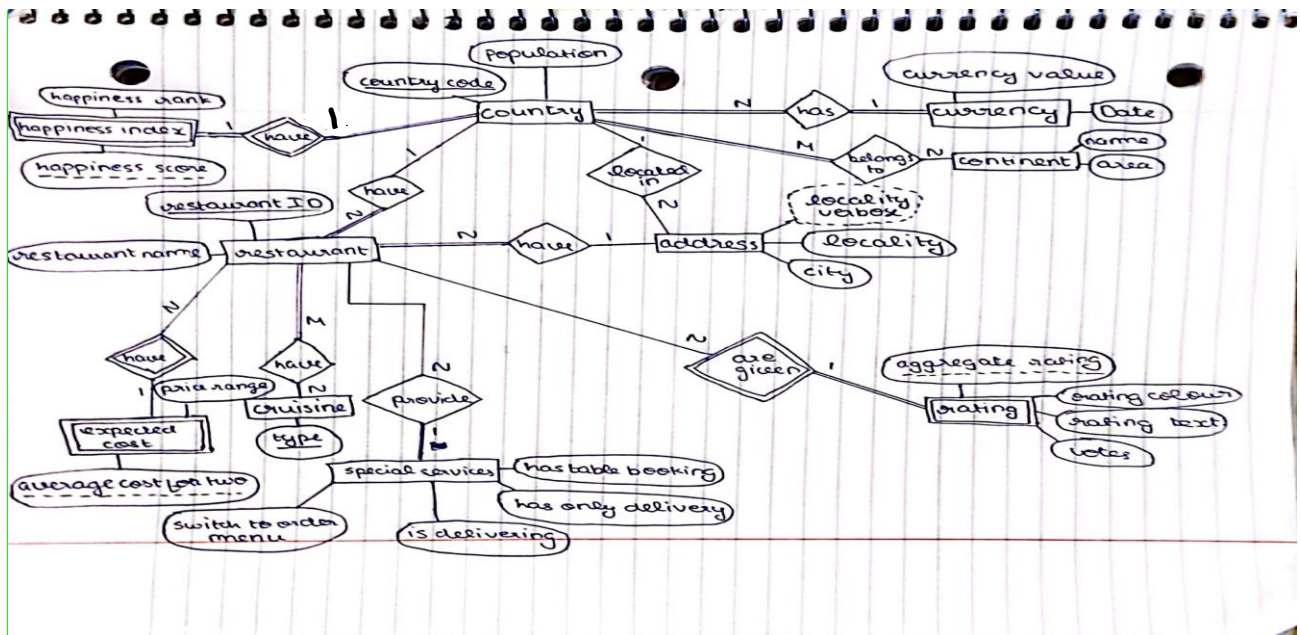 population
country code
currency value
happiness rank
country
N
has
1
currency
Date
happiness index
1
have
1.
happiness score
1
1
M
belongs
to
N
continent
name
area
have
located
in
restaurant ID
N
N
locality
verbose
restaurant name
restaurant
N
have
1
address
locality
city
N
M
N
N
are
given
1
aggregate rating
have
have
1
price range
N
provide
rating
rating colour
rating text
votes
cruisine
expected
cost
type
1
average cost for two
special services
has table booking
has only delivery
switch to order
menu
is delivering